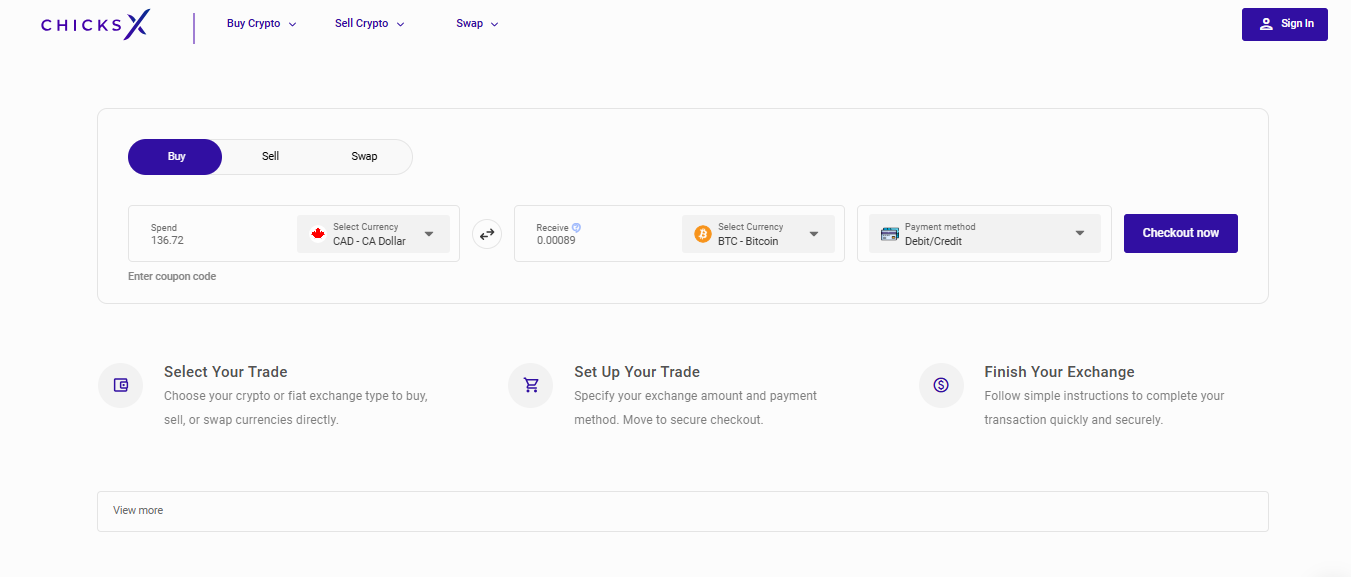 CHICKSX
Buy Crypto
Sell Crypto
Swap
Sign In
Buy
Sell
Swap
Spend
136.72
Select Currency
CAD - CA Dollar
Receive
0.00089
Select Currency
BTC - Bitcoin
Payment method
Debit/Credit
Checkout now
Enter coupon code
Select Your Trade
Choose your crypto or fiat exchange type to buy,
sell, or swap currencies directly.
Set Up Your Trade
Specify your exchange amount and payment
method. Move to secure checkout.
Finish Your Exchange
Follow simple instructions to complete your
transaction quickly and securely.
View more